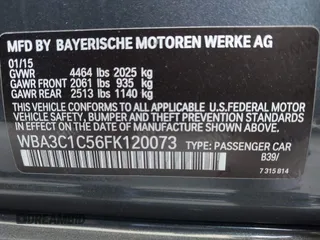 MFD BY BAYERISCHE MOTOREN WERKE AG
01/15
GVWR 4464 lbs 2025 kg
GAWR FRONT 2061 lbs 935 kg
GAWR REAR 2513 lbs 1140 kg
THIS VEHICLE CONFORMS TO ALL APPLICABLE
U.S.FEDERAL MOTOR
VEHICLE SAFETY, BUMPER, AND THEFT PREVENTION
STANDARDS IN EFFECT ON THE DATE OF
MANUFACTURE SHOWN ABOVE.
WBA3C1C56FK120073 TYPE: PASSENGER CAR
B39/
7 315 814